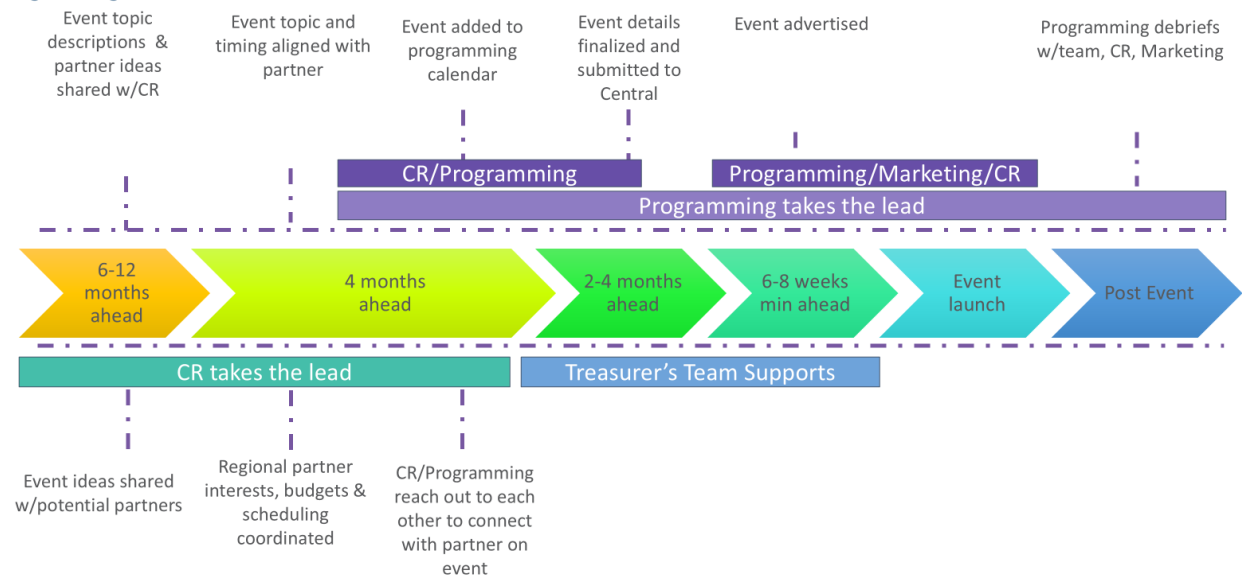 Event topic
descriptions &
partner ideas
shared w/CR
Event topic and
timing aligned with
partner
Event added to
programming
calendar
Event details
finalized and
submitted to
Central
Event advertised
Programming debriefs
w/team, CR, Marketing
CR/Programming
Programming/Marketing/CR
Programming takes the lead
6-12
months
ahead
4 months
ahead
2-4 months
ahead
6-8 weeks
min ahead
Event
launch
Post Event
CR takes the lead
Treasurer’s Team Supports
Event ideas shared
w/potential partners
Regional partner
interests, budgets &
scheduling
coordinated
CR/Programming
reach out to each
other to connect
with partner on
event